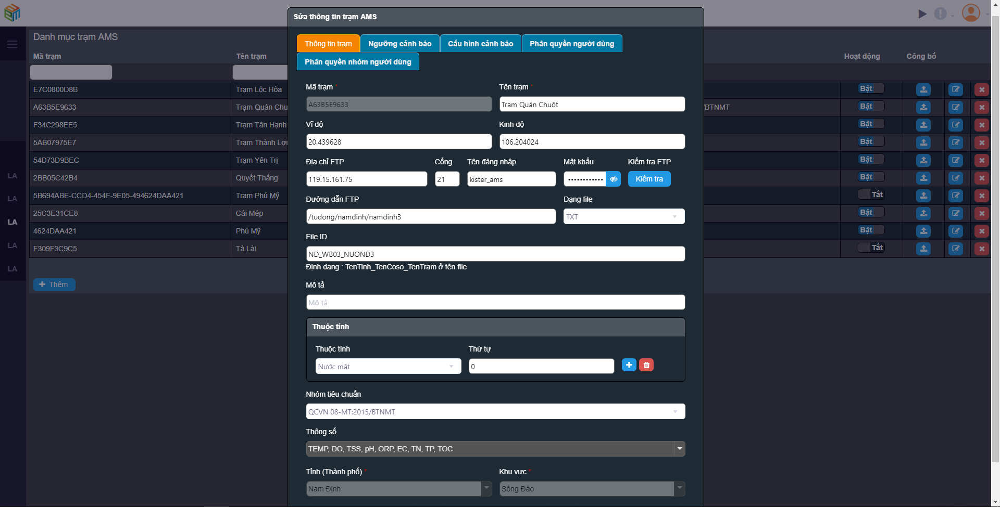 Sửa thông tin trạm AMS
Danh mục trạm AMS
Thông tin trạm
Ngưỡng cảnh báo
Cấu hình cảnh báo
Phân quyền người dùng
Phân quyền nhóm người dùng
Mã trạm
Tên trạm
Hoạt động
Công bố
E7C0800D8B
Trạm Lộc Hòa
Bật
A63B5E9633
Trạm Quán Chu
/BTNMT
Bật
F34C298EE5
Trạm Tân Hạnh
Bật
5AB07975E7
Trạm Thành Lợi
Bật
54D73D9BEC
Trạm Yên Trị
Bật
2BB05C42B4
Quyết Thắng
Bật
5B694ABE-CCD4-454F-9E05-494624DAA421
Trạm Phú Mỹ
Tắt
25C3E31CE8
Cái Mép
Bật
4624DAA421
Phú Mỹ
Bật
F309F3C9C5
Tà Lài
Tắt
Thêm
LA
LA
LA
LA
LA
Mã trạm *
Tên trạm *
A63B5E9633
Trạm Quán Chuột
Vĩ độ
Kinh độ
20.439628
106.204024
Địa chỉ FTP
Cổng
Tên đăng nhập
Mật khẩu
Kiểm tra FTP
119.15.161.75
21
kister_ams
Kiểm tra
Đường dẫn FTP
Dạng file
/tudong/namdinh/namdinh3
TXT
File ID
NĐ_WB03_NUONĐ3
Định dang : TenTinh_TenCoso_TenTram ở tên file
Mô tả
Mô tả
Thuộc tính
Thuộc tính
Thứ tự
Nước mặt
0
Nhóm tiêu chuẩn
QCVN 08-MT:2015/BTNMT
Thông số
TEMP, DO, TSS, pH, ORP, EC, TN, TP, TOC
Tỉnh (Thành phố) *
Khu vực *
Nam Định
Sông Đào